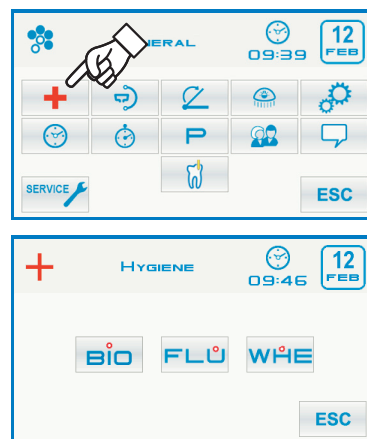 ERAL
09:39
12
FEB
P
SERVICE
ESC
HYGIENE
09:46
12
FEB
BIO
FLU
WHE
ESC